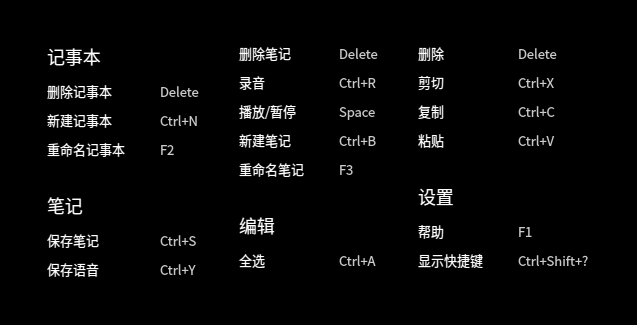 记事本
删除记事本 Delete
新建记事本 Ctrl+N
重命名记事本 F2
笔记
保存笔记 Ctrl+S
保存语音 Ctrl+Y
删除笔记 Delete
录音 Ctrl+R
播放/暂停 Space
新建笔记 Ctrl+B
重命名笔记 F3
编辑
全选 Ctrl+A
删除 Delete
剪切 Ctrl+X
复制 Ctrl+C
粘贴 Ctrl+V
设置
帮助 F1
显示快捷键 Ctrl+Shift+?